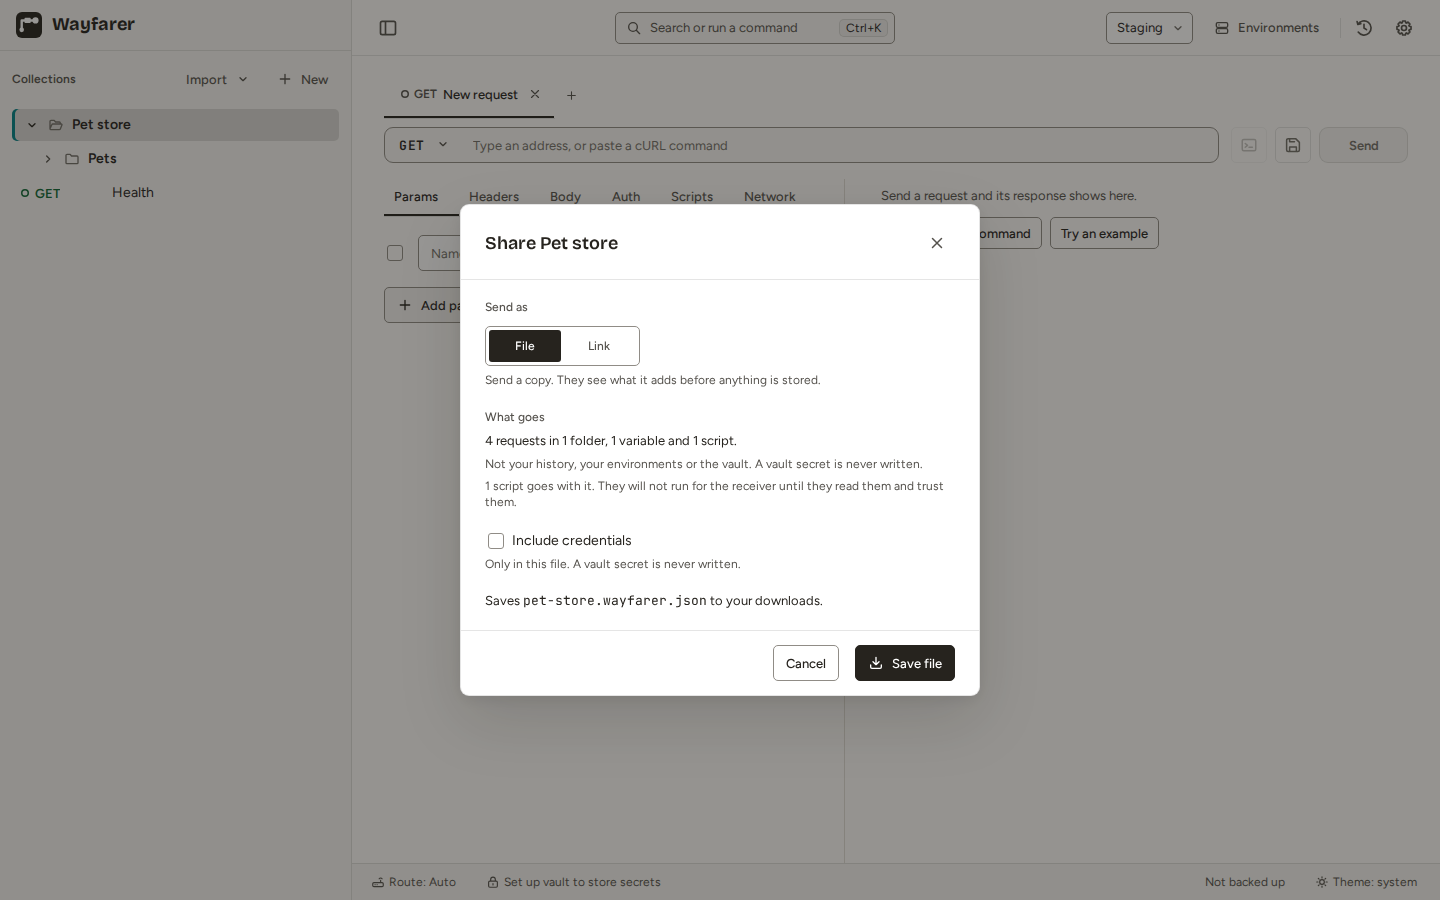 Wayfarer
Search or run a command
Ctrl+K
Staging
Environments
Collections
Import
New
GET New request
Pet store
Pets
GET Health
GET
Type an address, or paste a cURL command
Send
Params
Headers
Body
Auth
Scripts
Network
Send a request and its response shows here.
Try an example
Share Pet store
Send as
File
Link
Send a copy. They see what it adds before anything is stored.
What goes
4 requests in 1 folder, 1 variable and 1 script.
Not your history, your environments or the vault. A vault secret is never written.
1 script goes with it. They will not run for the receiver until they read them and trust
them.
Include credentials
Only in this file. A vault secret is never written.
Saves pet-store.wayfarer.json to your downloads.
Cancel
Save file
Route: Auto
Set up vault to store secrets
Not backed up
Theme: system